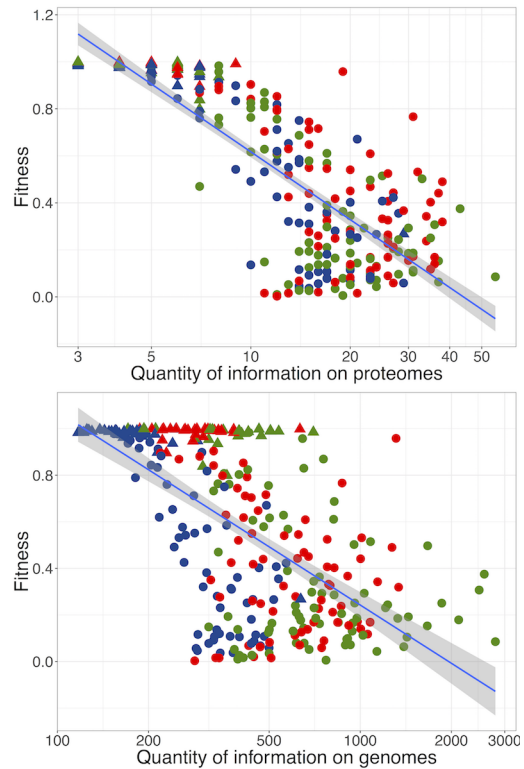 1.2
0.8
0.4
0.0
Fitness
3 5 10 20 30 40 50
Quantity of information on proteomes
0.8
0.4
0.0
Fitness
100 200 500 1000 2000 3000
Quantity of information on genomes